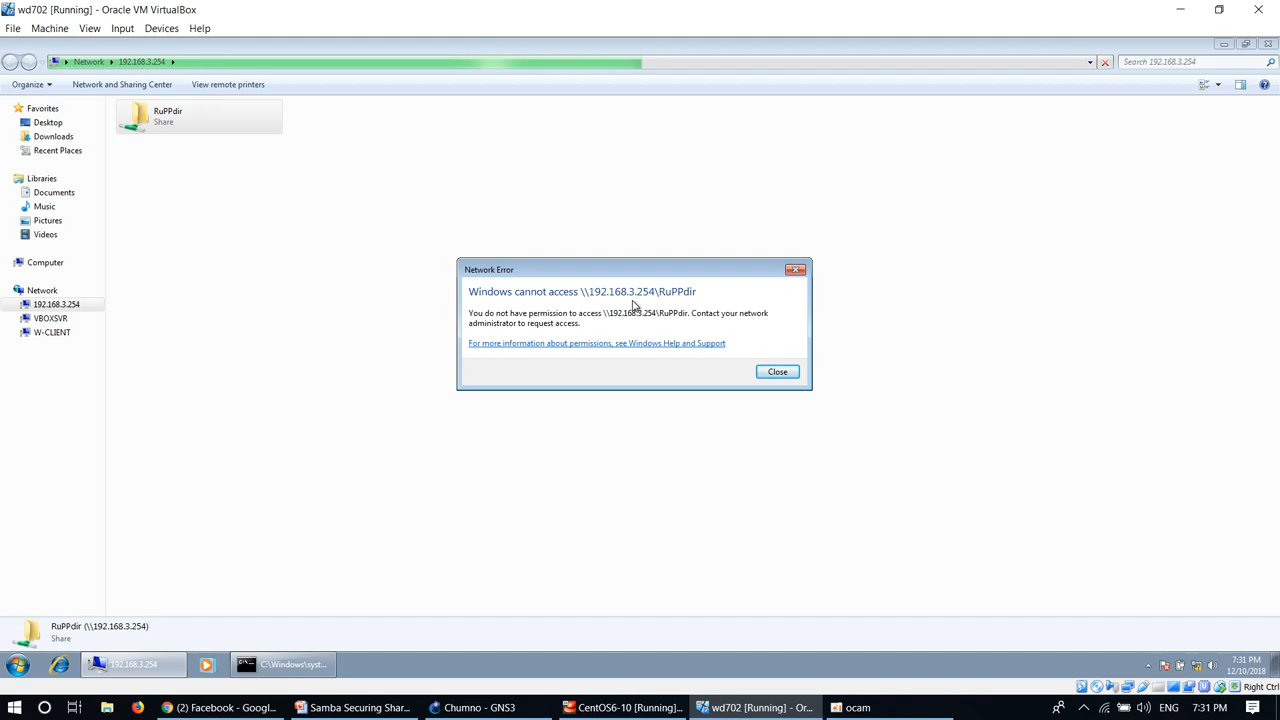 wd702 [Running] - Oracle VM VirtualBox
File Machine View Input Devices Help
Network 192.168.3.254 Search 192.168.3.254
Organize Network and Sharing Center View remote printers
Favorites
Desktop
Downloads
Recent Places
Libraries
Documents
Music
Pictures
Videos
Computer
Network
192.168.3.254
VBOXSVR
W-CLIENT
RuPPdir
Share
Network Error
Windows cannot access \\192.168.3.254\RuPPdir
You do not have permission to access \\192.168.3.254\RuPPdir. Contact your network
administrator to request access.
For more information about permissions, see Windows Help and Support
Close
RuPPdir (\\192.168.3.254)
Share
192.168.3.254 C:\Windows\syst... 7:31 PM
12/10/2018
Right Ctrl
(2) Facebook - Googl... Samba Securing Shar... Chumno - GNS3 CentOS6-10 [Running]... wd702 [Running] - Or... ocam ENG 7:31 PM